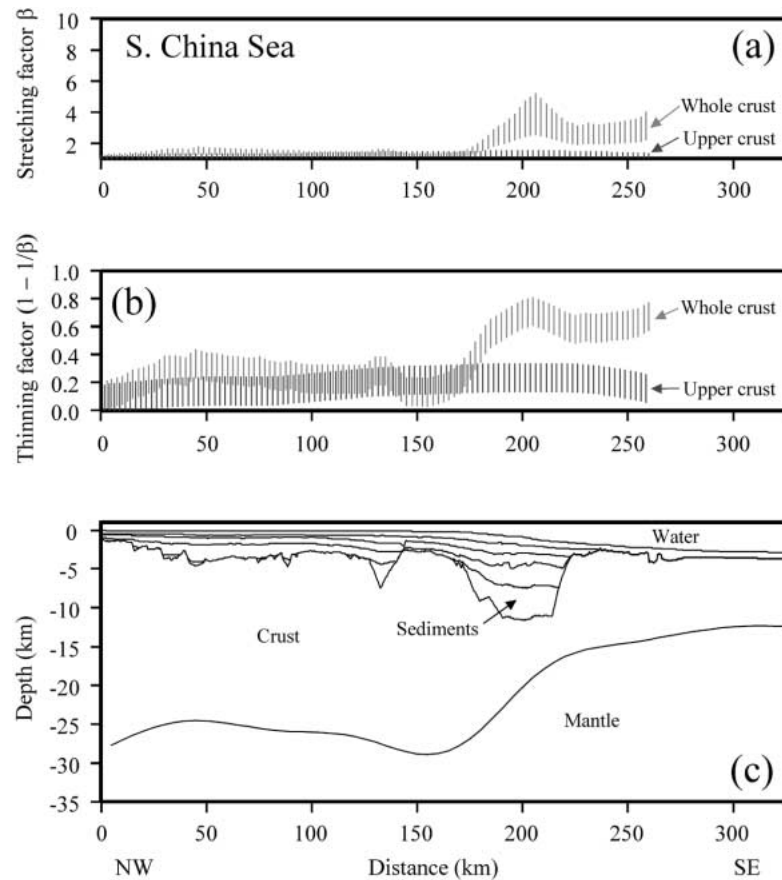 Stretching factor β
10
8
6
4
2
S. China Sea
(a)
Whole crust
Upper crust
0 50 100 150 200 250 300
Thinning factor (1 − 1/β)
1.0
0.8
0.6
0.4
0.2
0.0
(b)
Whole crust
Upper crust
0 50 100 150 200 250 300
Depth (km)
0
-5
-10
-15
-20
-25
-30
-35
Water
Sediments
Crust
Mantle
(c)
0 50 100 150 200 250 300
NW Distance (km) SE